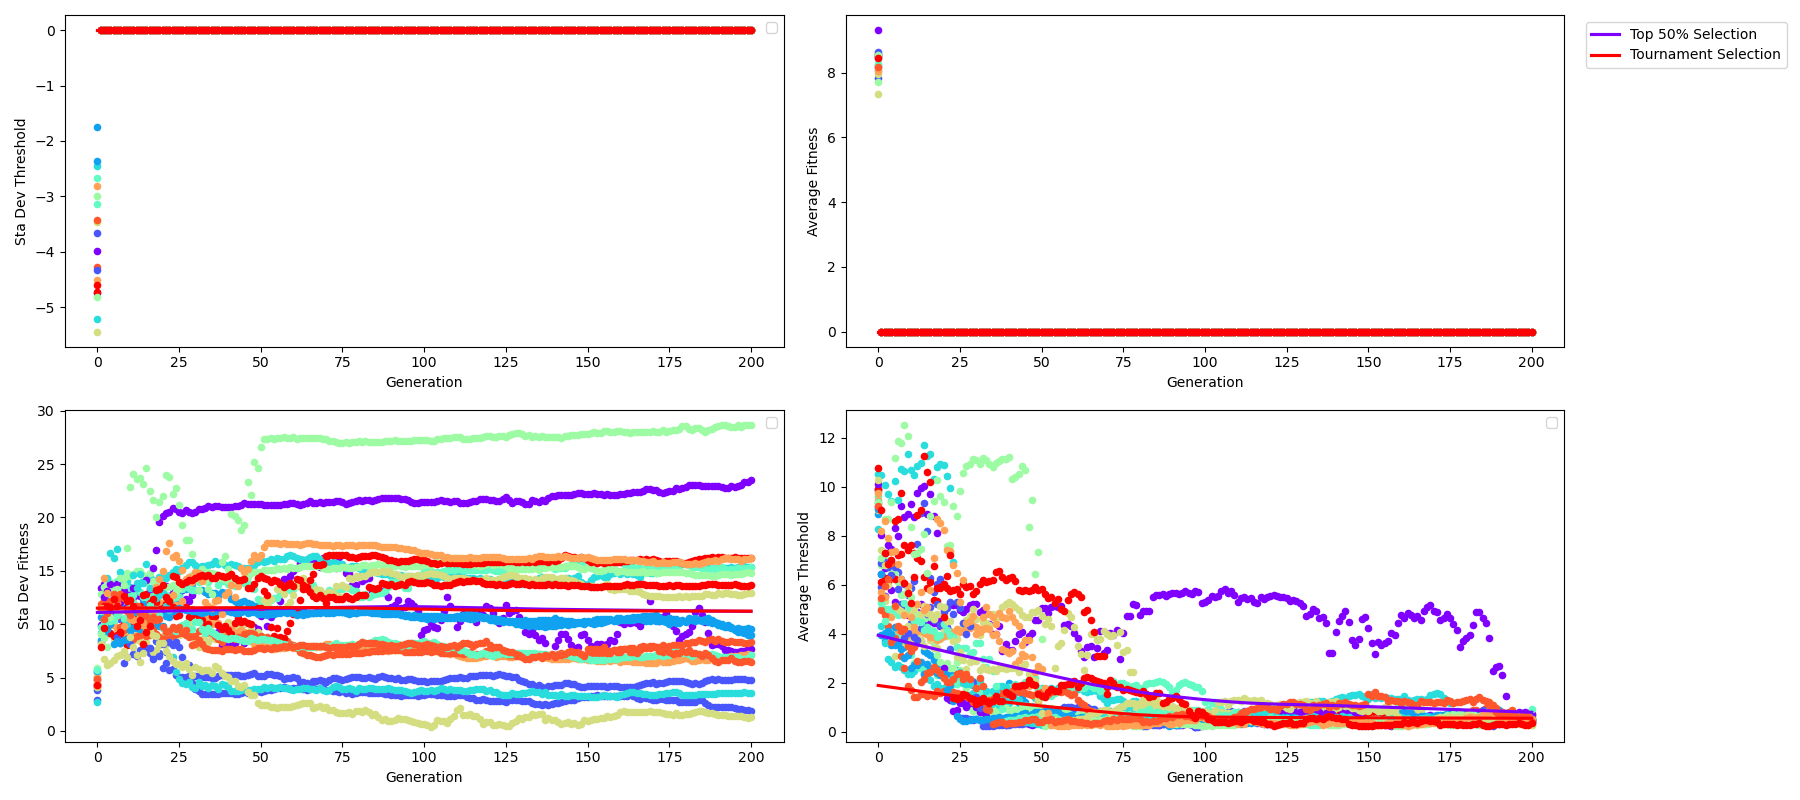 0
−1
−2
−3
−4
−5
Sta Dev Threshold
0 25 50 75 100 125 150 175 200
Generation
8
6
4
2
0
Average Fitness
0 25 50 75 100 125 150 175 200
Generation
Top 50% Selection
Tournament Selection
30
25
20
15
10
5
0
Sta Dev Fitness
0 25 50 75 100 125 150 175 200
Generation
12
10
8
6
4
2
0
Average Threshold
0 25 50 75 100 125 150 175 200
Generation